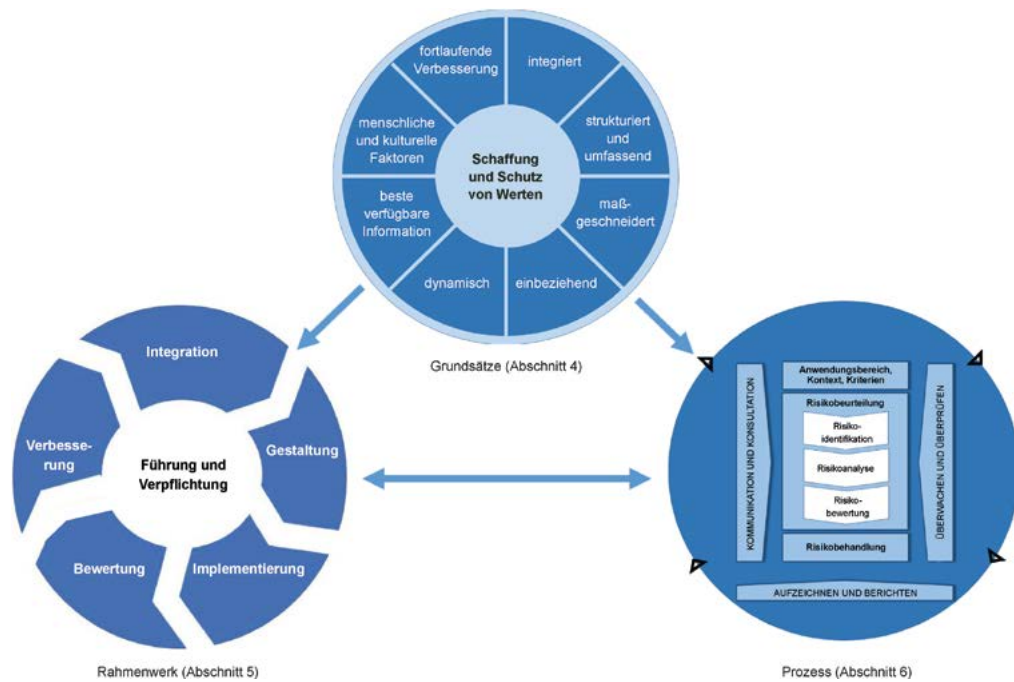 fortlaufende
Verbesserung
integriert
menschliche
und kulturelle
Faktoren
strukturiert
und
umfassend
Schaffung
und Schutz
von Werten
beste
verfügbare
Information
maß-
geschneidert
dynamisch
einbeziehend
Grundsätze (Abschnitt 4)
Integration
Verbesse-
rung
Gestaltung
Führung und
Verpflichtung
Bewertung
Implementierung
Rahmenwerk (Abschnitt 5)
KOMMUNIKATION UND KONSULTATION
Anwendungsbereich,
Kontext, Kriterien
Risikobeurteilung
Risiko-
identifikation
Risikoanalyse
Risiko-
bewertung
Risikobehandlung
ÜBERWACHEN UND ÜBERPRÜFEN
AUFZEICHNEN UND BERICHTEN
Prozess (Abschnitt 6)